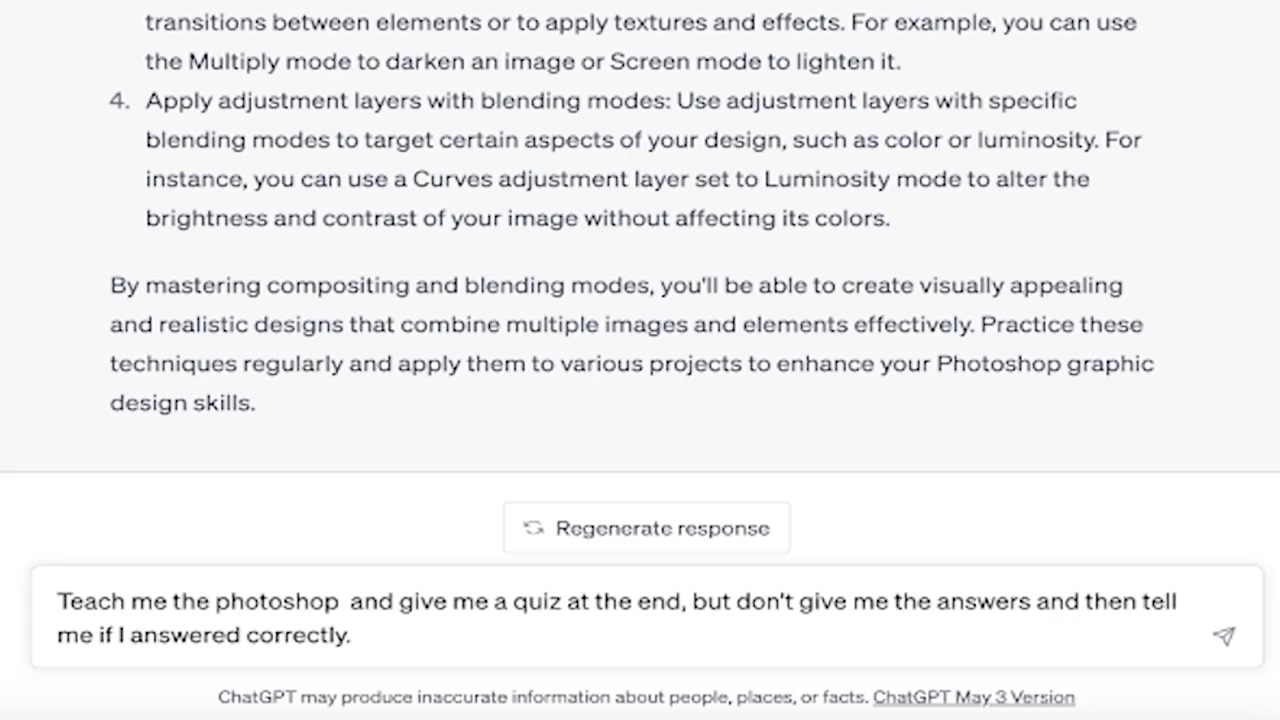 transitions between elements or to apply textures and effects. For example, you can use
the Multiply mode to darken an image or Screen mode to lighten it.
4. Apply adjustment layers with blending modes: Use adjustment layers with specific
blending modes to target certain aspects of your design, such as color or luminosity. For
instance, you can use a Curves adjustment layer set to Luminosity mode to alter the
brightness and contrast of your image without affecting its colors.
By mastering compositing and blending modes, you'll be able to create visually appealing
and realistic designs that combine multiple images and elements effectively. Practice these
techniques regularly and apply them to various projects to enhance your Photoshop graphic
design skills.
Regenerate response
Teach me the photoshop  and give me a quiz at the end, but don't give me the answers and then tell
me if I answered correctly.
ChatGPT may produce inaccurate information about people, places, or facts. ChatGPT May 3 Version